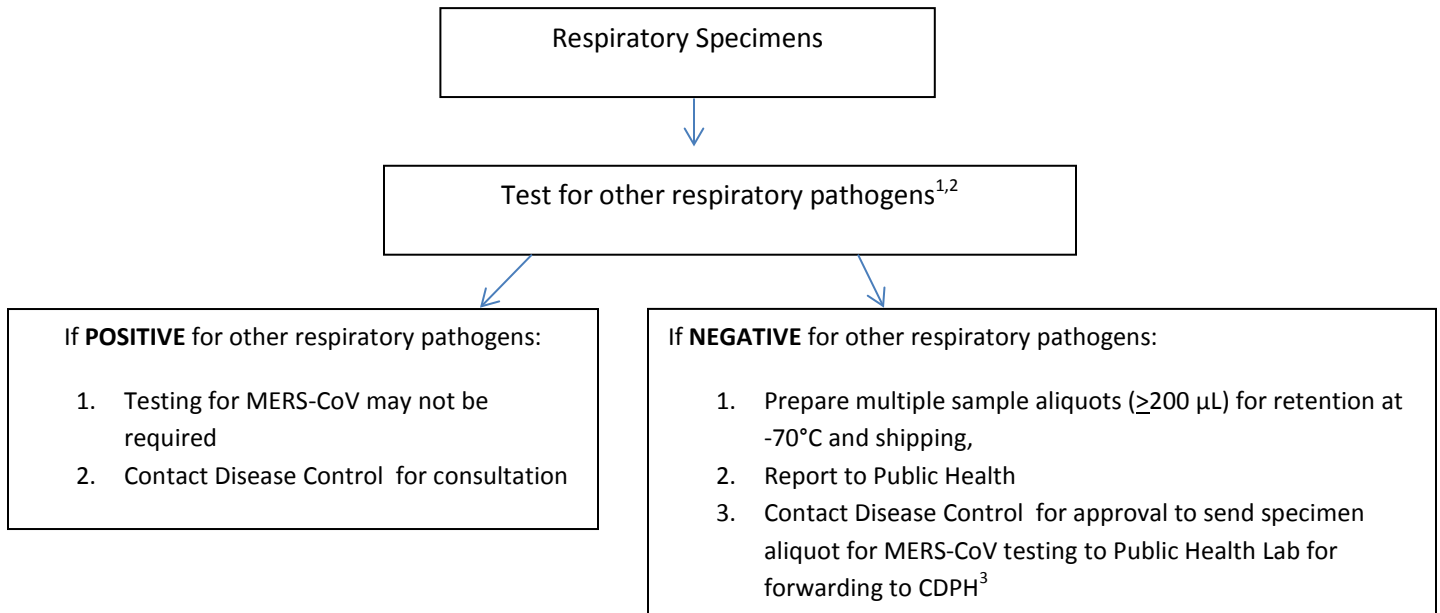 Respiratory Specimens
Test for other respiratory pathogens1,2
If POSITIVE for other respiratory pathogens:
1. Testing for MERS-CoV may not be
required
2. Contact Disease Control for consultation
If NEGATIVE for other respiratory pathogens:
1. Prepare multiple sample aliquots (≥200 µL) for retention at
-70°C and shipping,
2. Report to Public Health
3. Contact Disease Control for approval to send specimen
aliquot for MERS-CoV testing to Public Health Lab for
forwarding to CDPH3